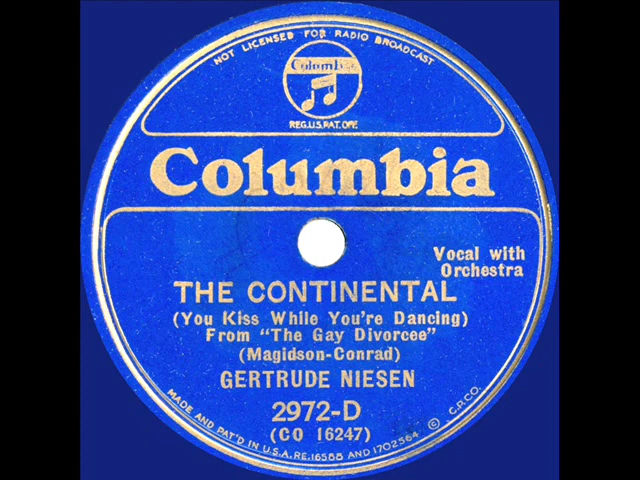 NOT LICENSED FOR RADIO BROADCAST
Columbia
REG.U.S.PAT.OFF.
Columbia
Vocal with
Orchestra
THE CONTINENTAL
(You Kiss While You're Dancing)
From "The Gay Divorcee"
(Magidson-Conrad)
GERTRUDE NIESEN
2972-D
(CO 16247)
MADE AND PAT'D IN U.S.A. RE.16588 AND 1702564 © C.P.CO.